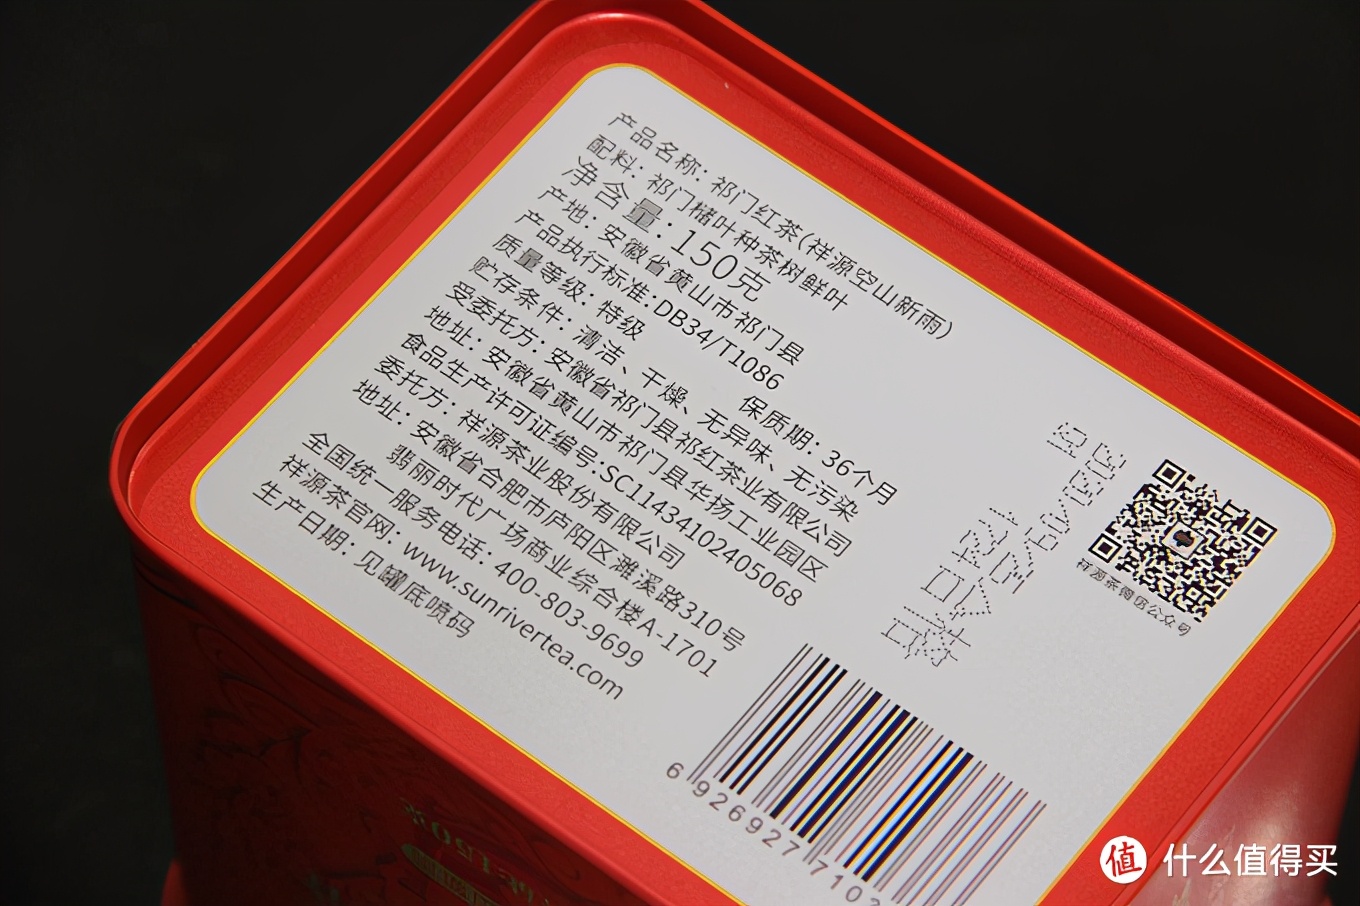 产品名称: 祁门红茶(祥源空山新雨)
配料: 祁门槠叶种茶树鲜叶
净含量: 150克
产地: 安徽省黄山市祁门县
产品执行标准:DB34/T1086
质量等级: 特级
保质期: 36个月
贮存条件: 清洁、干燥、无异味、无污染
受委托方: 安徽省祁门县祁红茶业有限公司
地址: 安徽省黄山市祁门县华扬工业园区
食品生产许可证编号:SC11434102405068
委托方: 祥源茶业股份有限公司
地址: 安徽省合肥市庐阳区濉溪路310号
翡丽时代广场商业综合楼A-1701
全国统一服务电话: 400-803-9699
祥源茶官网: www.sunrivertea.com
生产日期: 见罐底喷码
祥源茶微信公众号
6 926927 7102
值 什么值得买